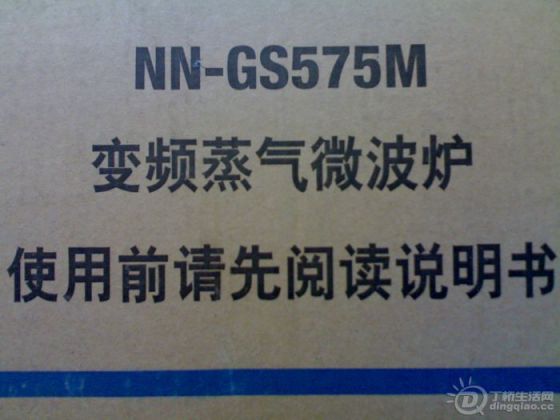 NN-GS575M
变频蒸气微波炉
使用前请先阅读说明书
丁桥生活网
dingqiao.cc